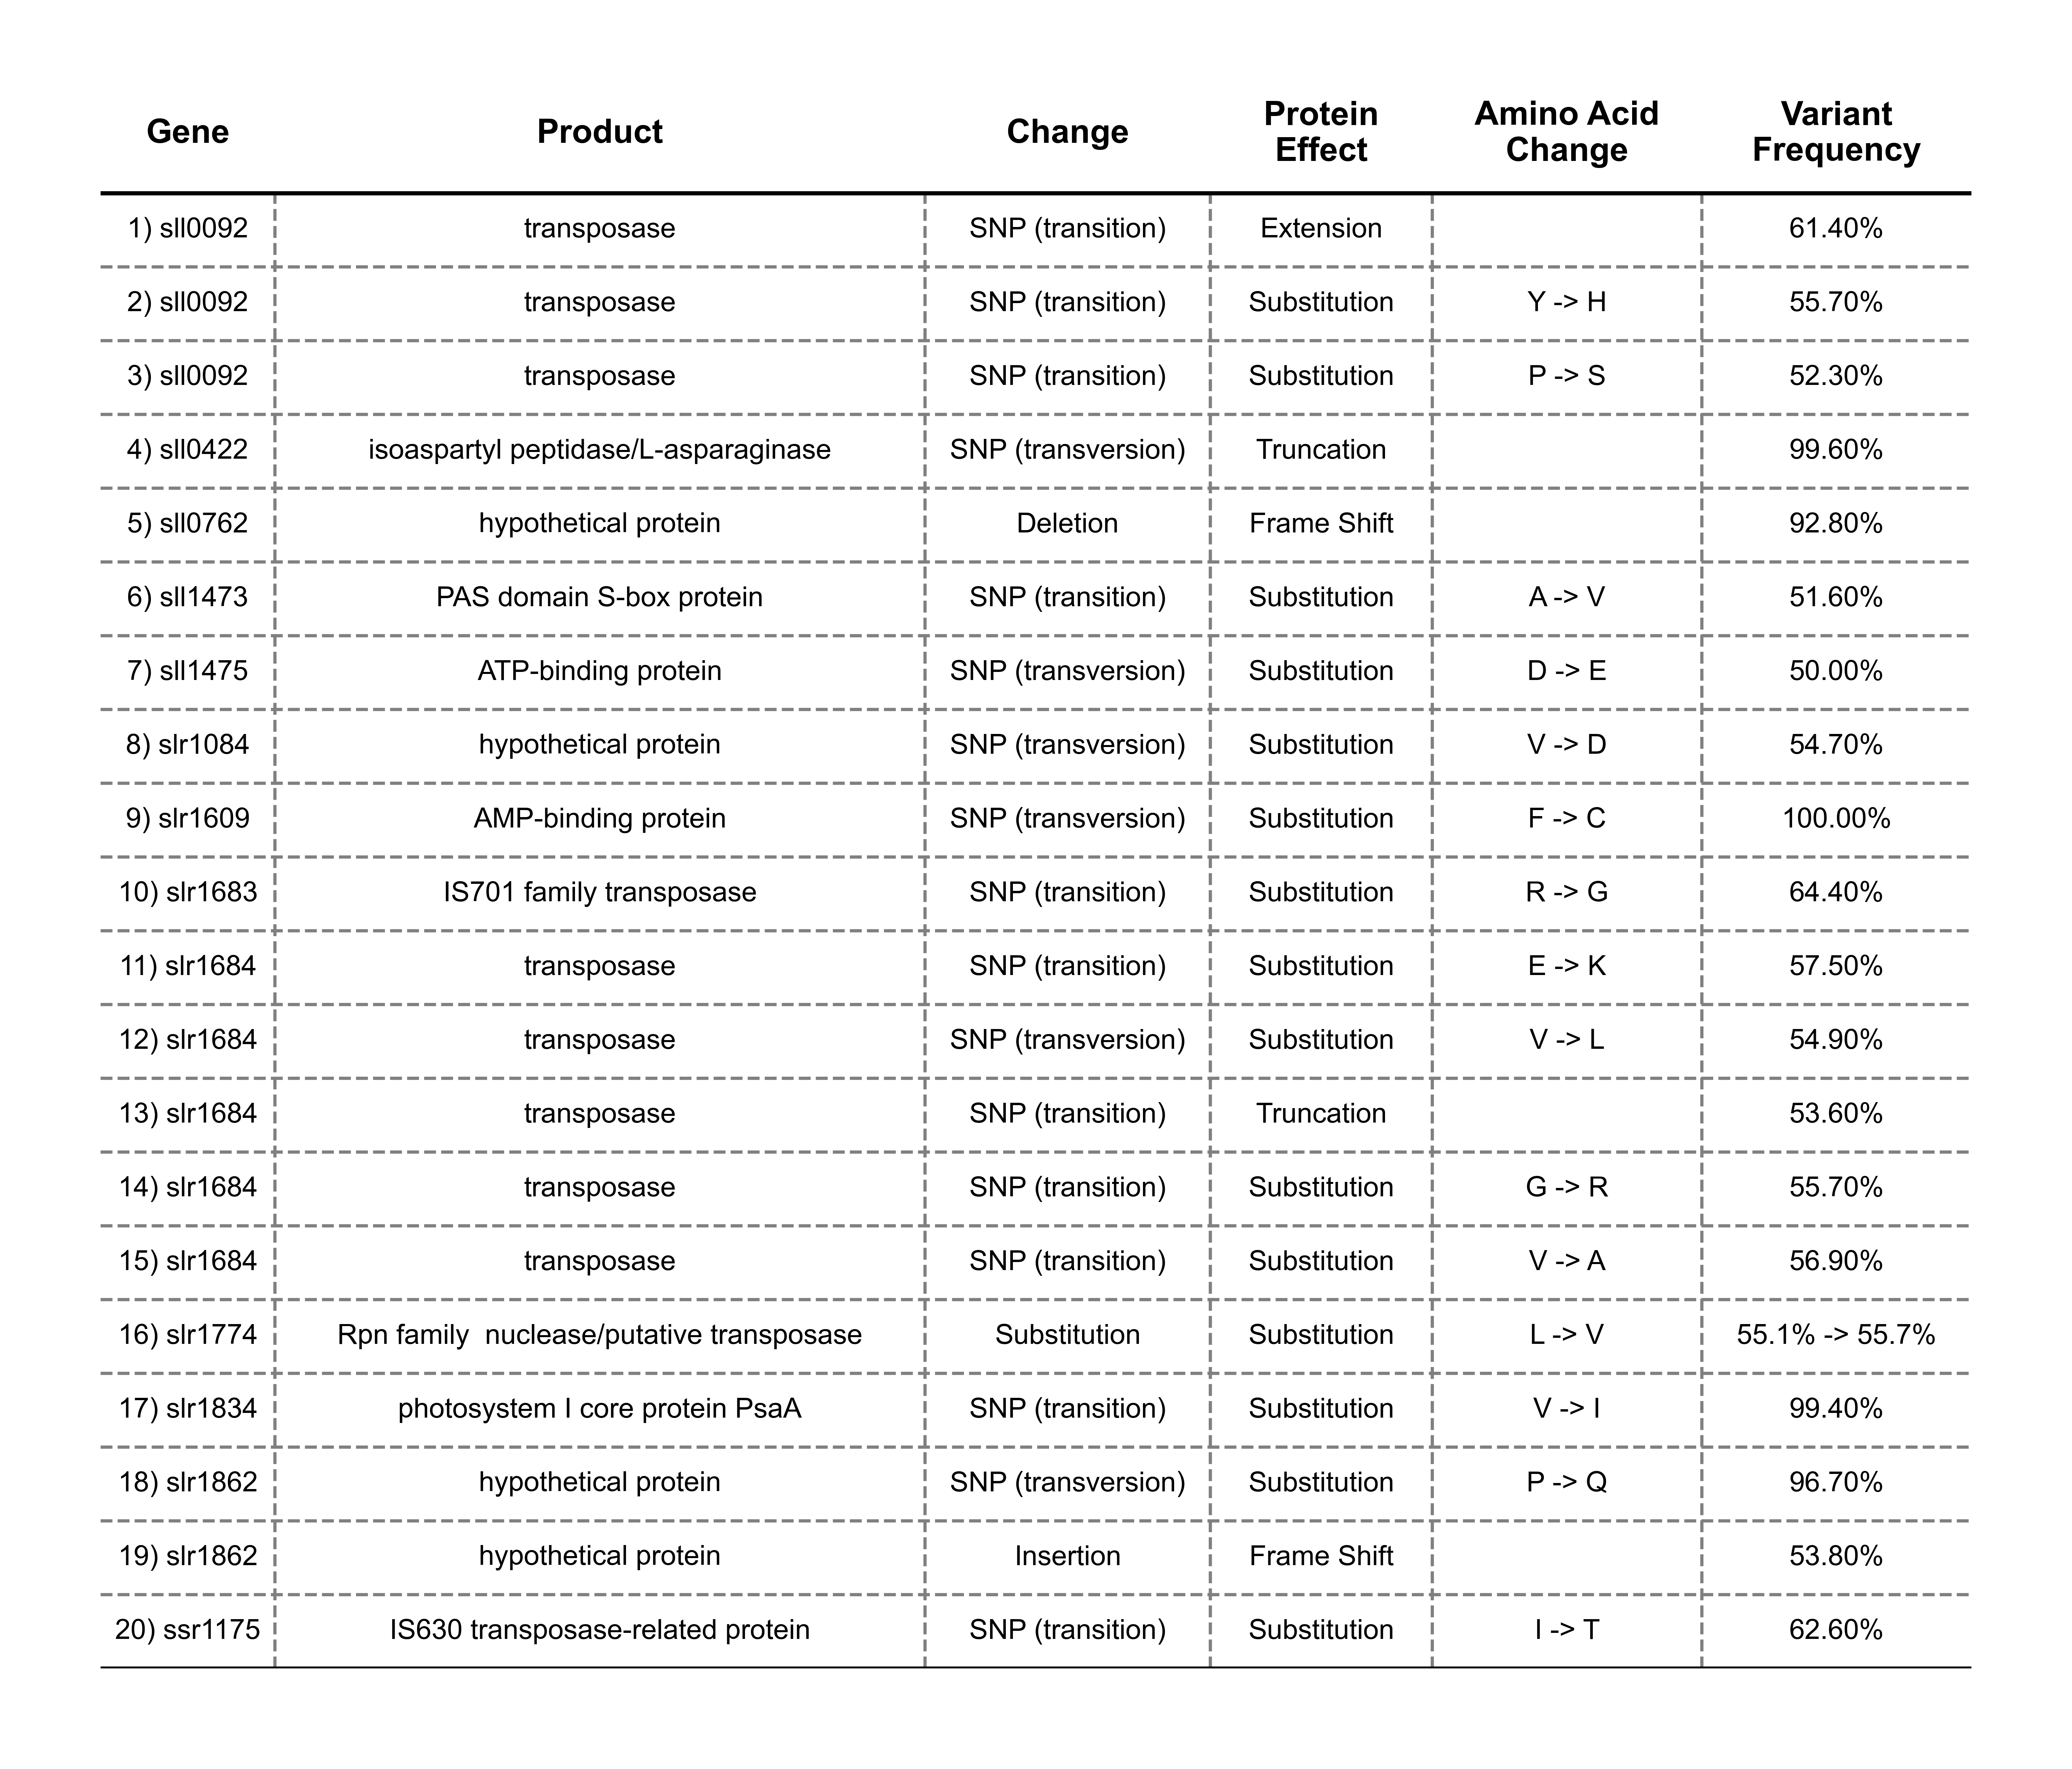 Gene Product Change Protein Effect Amino Acid Change Variant Frequency
1) sll0092 transposase SNP (transition) Extension 61.40%
2) sll0092 transposase SNP (transition) Substitution Y -> H 55.70%
3) sll0092 transposase SNP (transition) Substitution P -> S 52.30%
4) sll0422 isoaspartyl peptidase/L-asparaginase SNP (transversion) Truncation 99.60%
5) sll0762 hypothetical protein Deletion Frame Shift 92.80%
6) sll1473 PAS domain S-box protein SNP (transition) Substitution A -> V 51.60%
7) sll1475 ATP-binding protein SNP (transversion) Substitution D -> E 50.00%
8) slr1084 hypothetical protein SNP (transversion) Substitution V -> D 54.70%
9) slr1609 AMP-binding protein SNP (transversion) Substitution F -> C 100.00%
10) slr1683 IS701 family transposase SNP (transition) Substitution R -> G 64.40%
11) slr1684 transposase SNP (transition) Substitution E -> K 57.50%
12) slr1684 transposase SNP (transversion) Substitution V -> L 54.90%
13) slr1684 transposase SNP (transition) Truncation 53.60%
14) slr1684 transposase SNP (transition) Substitution G -> R 55.70%
15) slr1684 transposase SNP (transition) Substitution V -> A 56.90%
16) slr1774 Rpn family  nuclease/putative transposase Substitution Substitution L -> V 55.1% -> 55.7%
17) slr1834 photosystem I core protein PsaA SNP (transition) Substitution V -> I 99.40%
18) slr1862 hypothetical protein SNP (transversion) Substitution P -> Q 96.70%
19) slr1862 hypothetical protein Insertion Frame Shift 53.80%
20) ssr1175 IS630 transposase-related protein SNP (transition) Substitution I -> T 62.60%